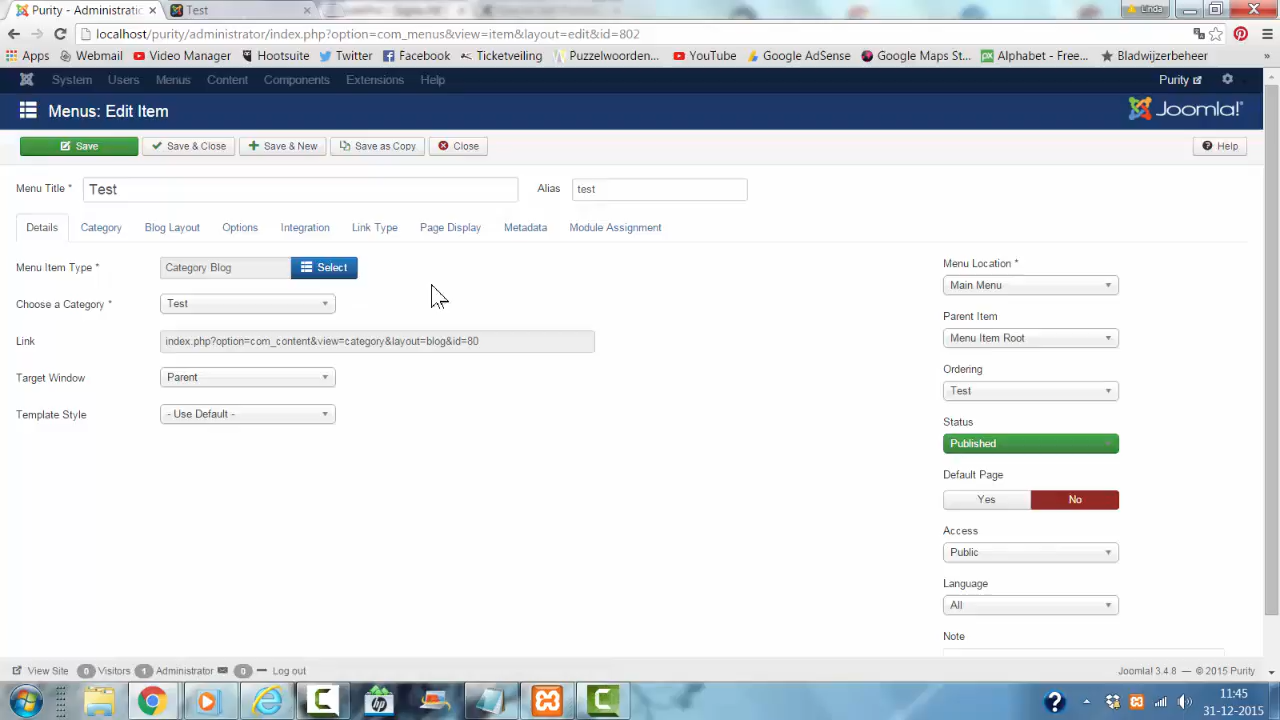 Purity - Administratic
Test
Linda
localhost/purity/administrator/index.php?option=com_menus&view=item&layout=edit&id=802
Apps Webmail Video Manager Hootsuite Twitter Facebook Ticketveiling Puzzelwoorden... YouTube Google AdSense Google Maps St... Alphabet - Free... Bladwijzerbeheer »
System Users Menus Content Components Extensions Help Purity
Menus: Edit Item Joomla!®
Save Save & Close Save & New Save as Copy Close Help
Menu Title * Test Alias test
Details Category Blog Layout Options Integration Link Type Page Display Metadata Module Assignment
Menu Item Type * Category Blog Select
Choose a Category * Test
Link index.php?option=com_content&view=category&layout=blog&id=80
Target Window Parent
Template Style - Use Default -
Menu Location *
Main Menu
Parent Item
Menu Item Root
Ordering
Test
Status
Published
Default Page
Yes No
Access
Public
Language
All
Note
View Site 0 Visitors 1 Administrator 0 Log out Joomla! 3.4.8 — © 2015 Purity
11:45
31-12-2015